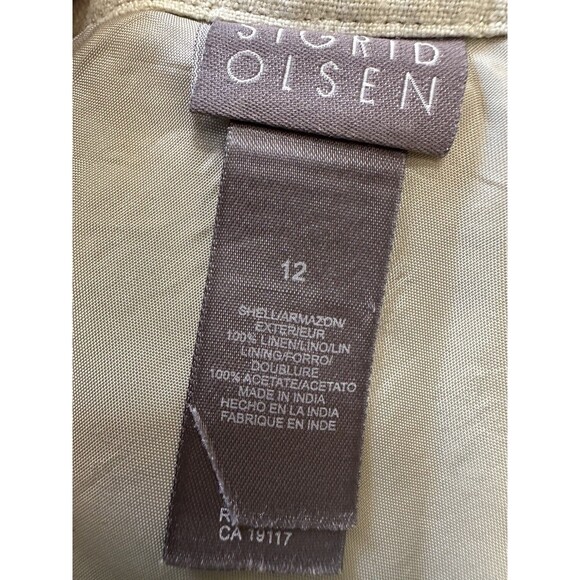 SIGRID
OLSEN
12
SHELL/ARMAZON/
EXTERIEUR
100% LINEN/LINO/LIN
LINING/FORRO/
DOUBLURE
100% ACETATE/ACETATO
MADE IN INDIA
HECHO EN LA INDIA
FABRIQUE EN INDE
CA 19117